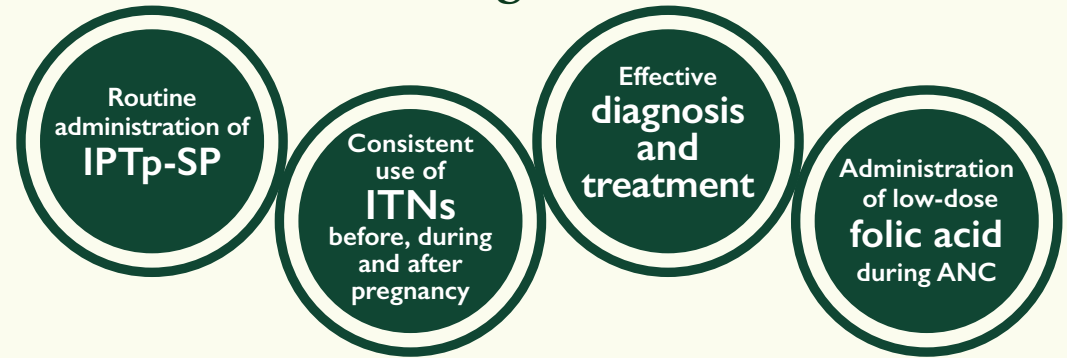 Routine
administration of
IPTp-SP
Consistent
use of
ITNs
before, during
and after
pregnancy
Effective
diagnosis
and
treatment
Administration
of low-dose
folic acid
during ANC